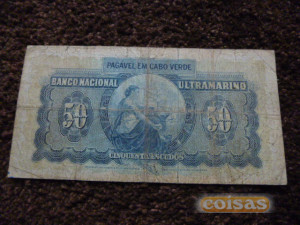 PAGAVEL EM CABO VERDE
BANCO NACIONAL ULTRAMARINO
50 50
CINQUENTA ESCUDOS
coisas